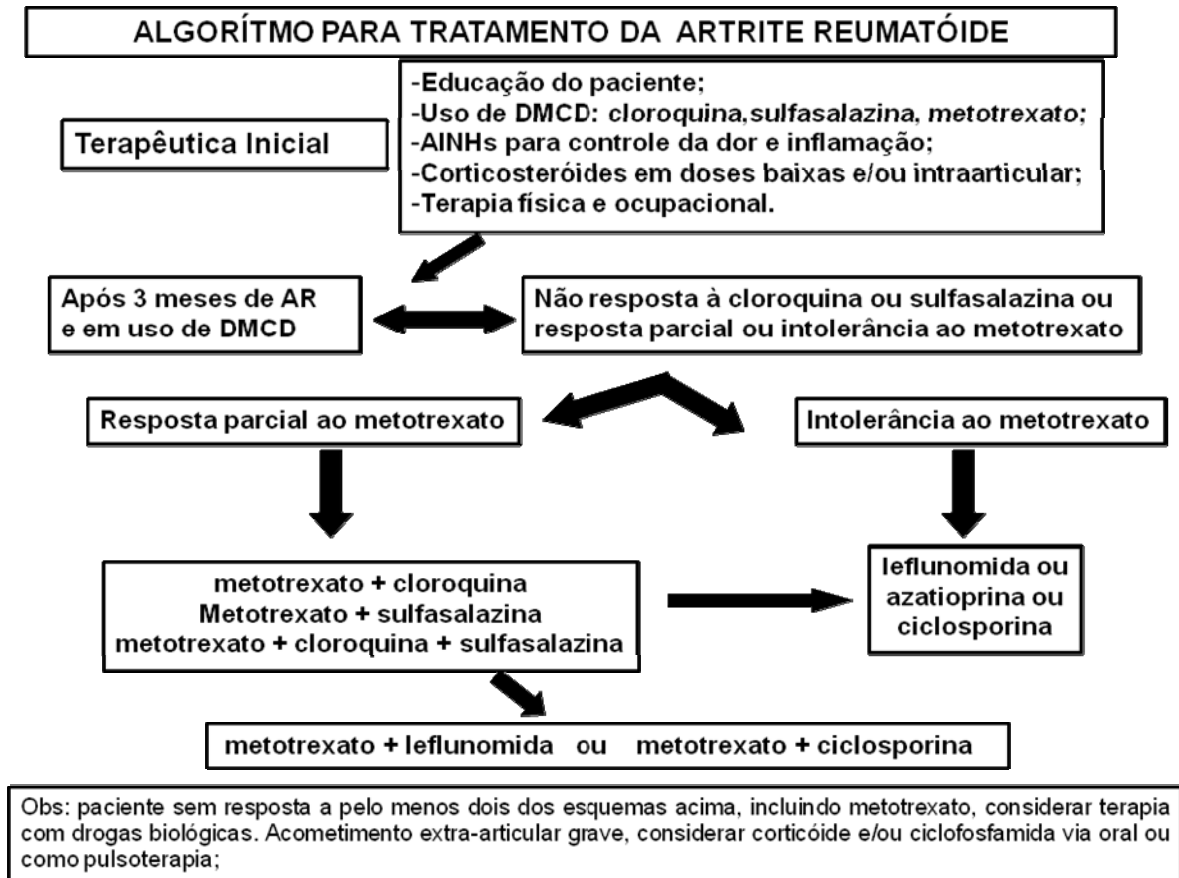 ALGORÍTMO PARA TRATAMENTO DA ARTRITE REUMATÓIDE
Terapêutica Inicial
-Educação do paciente;
-Uso de DMCD: cloroquina,sulfasalazina, metotrexato;
-AINHs para controle da dor e inflamação;
-Corticosteróides em doses baixas e/ou intraarticular;
-Terapia física e ocupacional.
Após 3 meses de AR
e em uso de DMCD
Não resposta à cloroquina ou sulfasalazina ou
resposta parcial ou intolerância ao metotrexato
Resposta parcial ao metotrexato
Intolerância ao metotrexato
metotrexato + cloroquina
Metotrexato + sulfasalazina
metotrexato + cloroquina + sulfasalazina
leflunomida ou
azatioprina ou
ciclosporina
metotrexato + leflunomida ou metotrexato + ciclosporina
Obs: paciente sem resposta a pelo menos dois dos esquemas acima, incluindo metotrexato, considerar terapia
com drogas biológicas. Acometimento extra-articular grave, considerar corticóide e/ou ciclofosfamida via oral ou
como pulsoterapia;